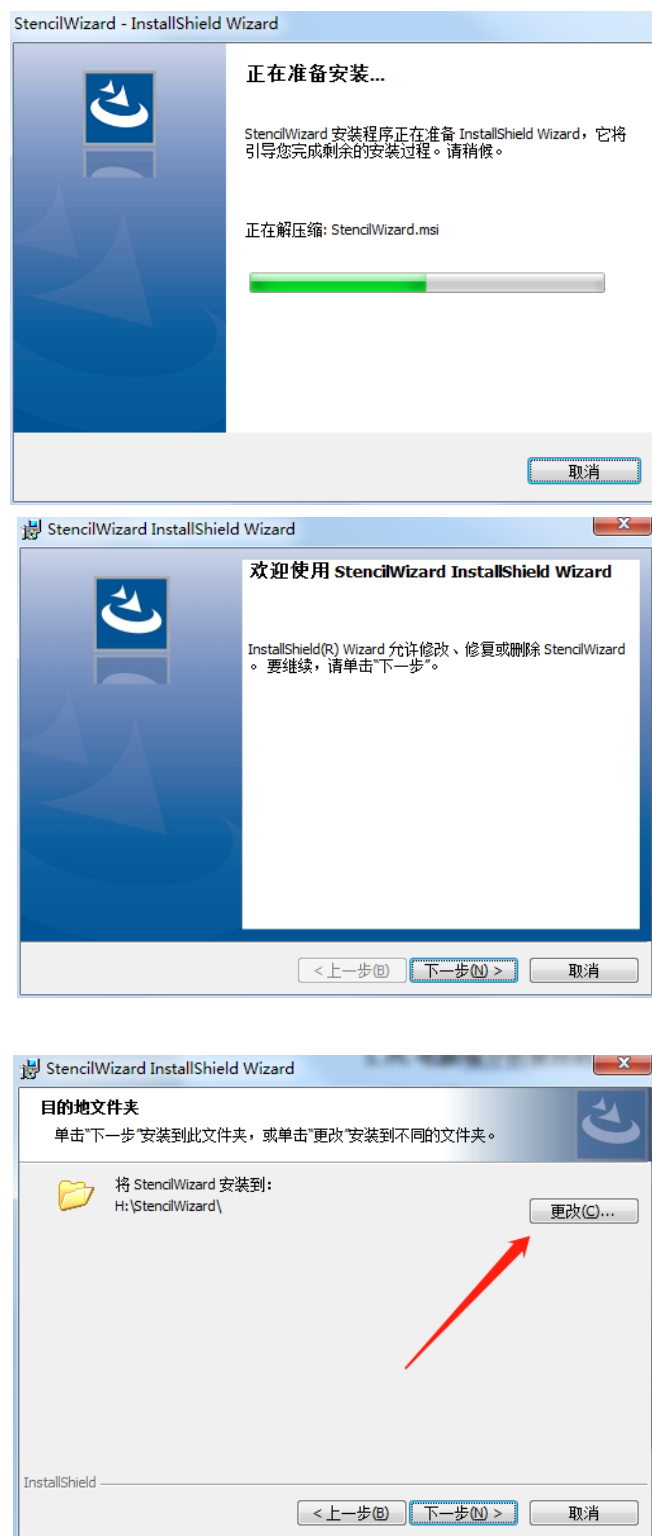 StencilWizard - InstallShield Wizard
正在准备安装...
StencilWizard 安装程序正在准备 InstallShield Wizard，它将
引导您完成剩余的安装过程。请稍候。
正在解压缩: StencilWizard.msi
取消
StencilWizard InstallShield Wizard
欢迎使用 StencilWizard InstallShield Wizard
InstallShield(R) Wizard 允许修改、修复或删除 StencilWizard
。要继续，请单击"下一步"。
<上一步(B)
下一步(N) >
取消
StencilWizard InstallShield Wizard
目的地文件夹
单击"下一步"安装到此文件夹，或单击"更改"安装到不同的文件夹。
将 StencilWizard 安装到：
H:\StencilWizard\
更改(C)...
InstallShield
<上一步(B)
下一步(N) >
取消